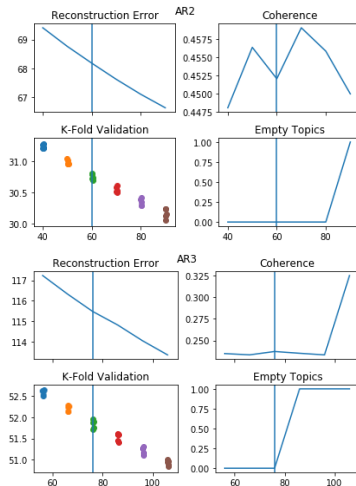 AR2
Reconstruction Error
Coherence
69
68
67
0.4575
0.4550
0.4525
0.4500
0.4475
K-Fold Validation
Empty Topics
31.0
30.5
30.0
1.00
0.75
0.50
0.25
0.00
40 60 80
40 60 80
AR3
Reconstruction Error
Coherence
117
116
115
114
0.325
0.300
0.275
0.250
K-Fold Validation
Empty Topics
52.5
52.0
51.5
51.0
1.00
0.75
0.50
0.25
0.00
60 80 100
60 80 100